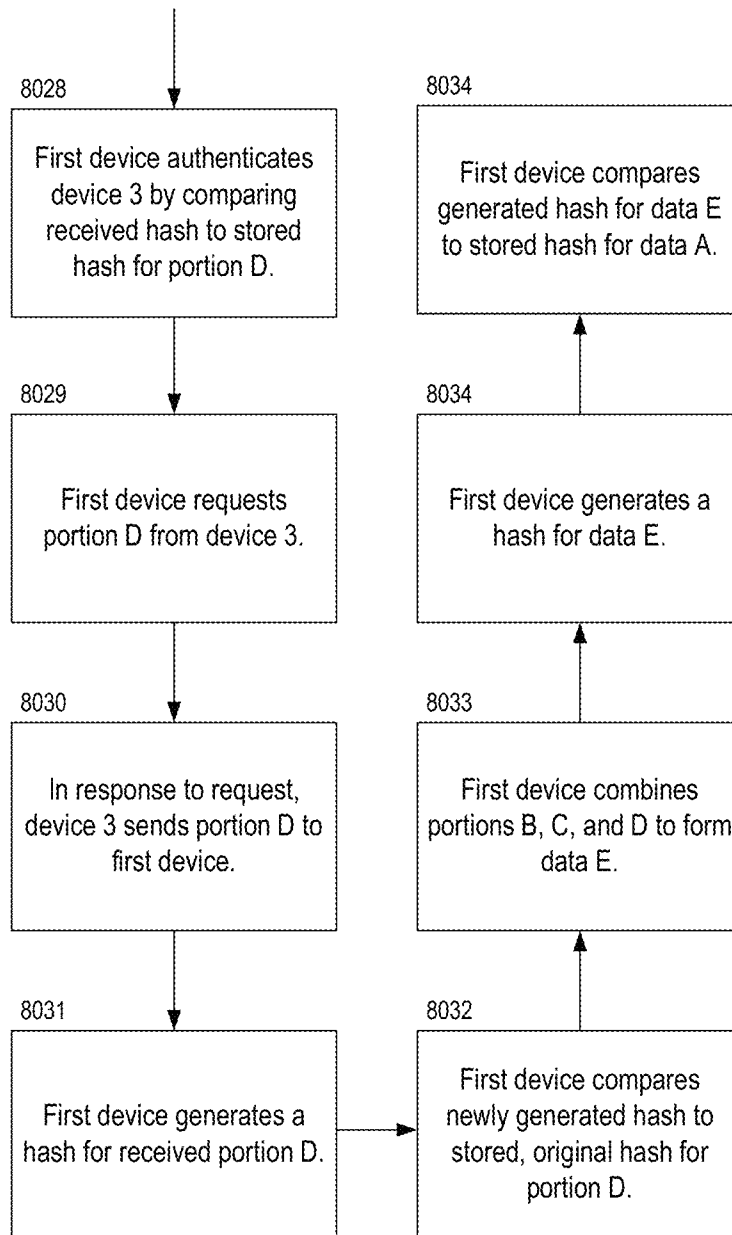 8028
First device authenticates
device 3 by comparing
received hash to stored
hash for portion D.
8029
First device requests
portion D from device 3.
8030
In response to request,
device 3 sends portion D to
first device.
8031
First device generates a
hash for received portion D.
8032
First device compares
newly generated hash to
stored, original hash for
portion D.
8033
First device combines
portions B, C, and D to form
data E.
8034
First device generates a
hash for data E.
8034
First device compares
generated hash for data E
to stored hash for data A.